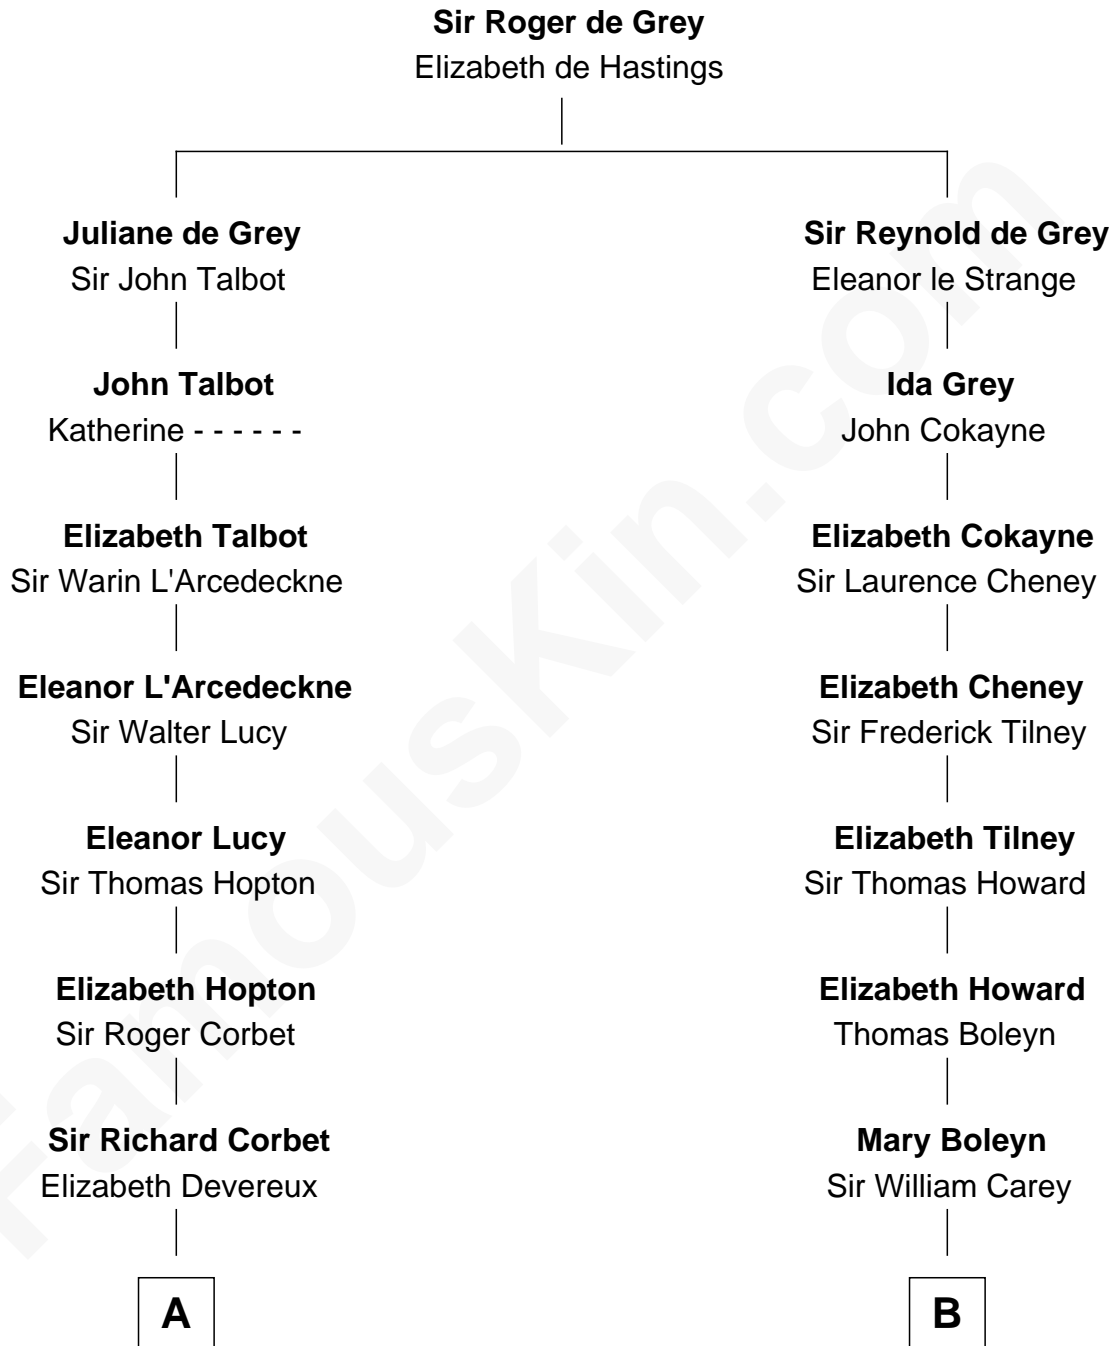 Sir Roger de Grey
Elizabeth de Hastings
Juliane de Grey
Sir John Talbot
John Talbot
Katherine - - - - - -
Elizabeth Talbot
Sir Warin L'Arcedeckne
Eleanor L'Arcedeckne
Sir Walter Lucy
Eleanor Lucy
Sir Thomas Hopton
Elizabeth Hopton
Sir Roger Corbet
Sir Richard Corbet
Elizabeth Devereux
A
Sir Reynold de Grey
Eleanor le Strange
Ida Grey
John Cokayne
Elizabeth Cokayne
Sir Laurence Cheney
Elizabeth Cheney
Sir Frederick Tilney
Elizabeth Tilney
Sir Thomas Howard
Elizabeth Howard
Thomas Boleyn
Mary Boleyn
Sir William Carey
B
FamousKin.com